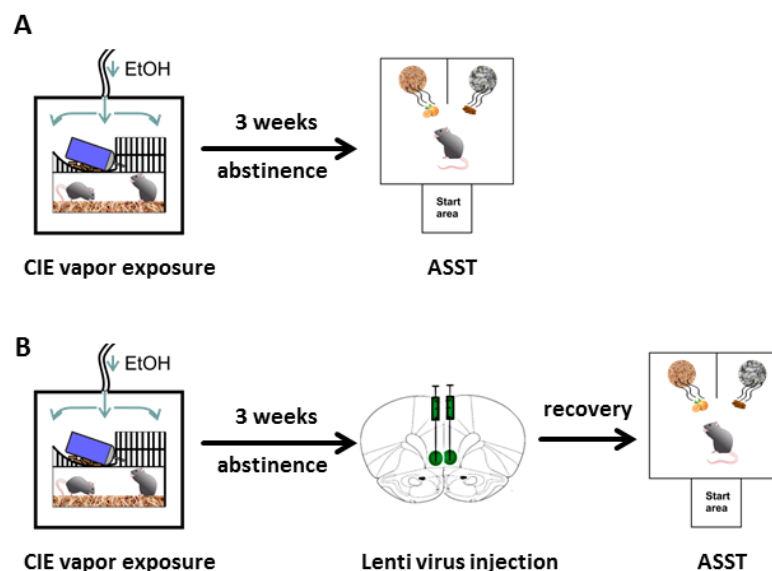 A
EtOH
3 weeks
abstinence
Start
area
CIE vapor exposure
ASST
B
EtOH
3 weeks
abstinence
recovery
Start
area
CIE vapor exposure
Lenti virus injection
ASST